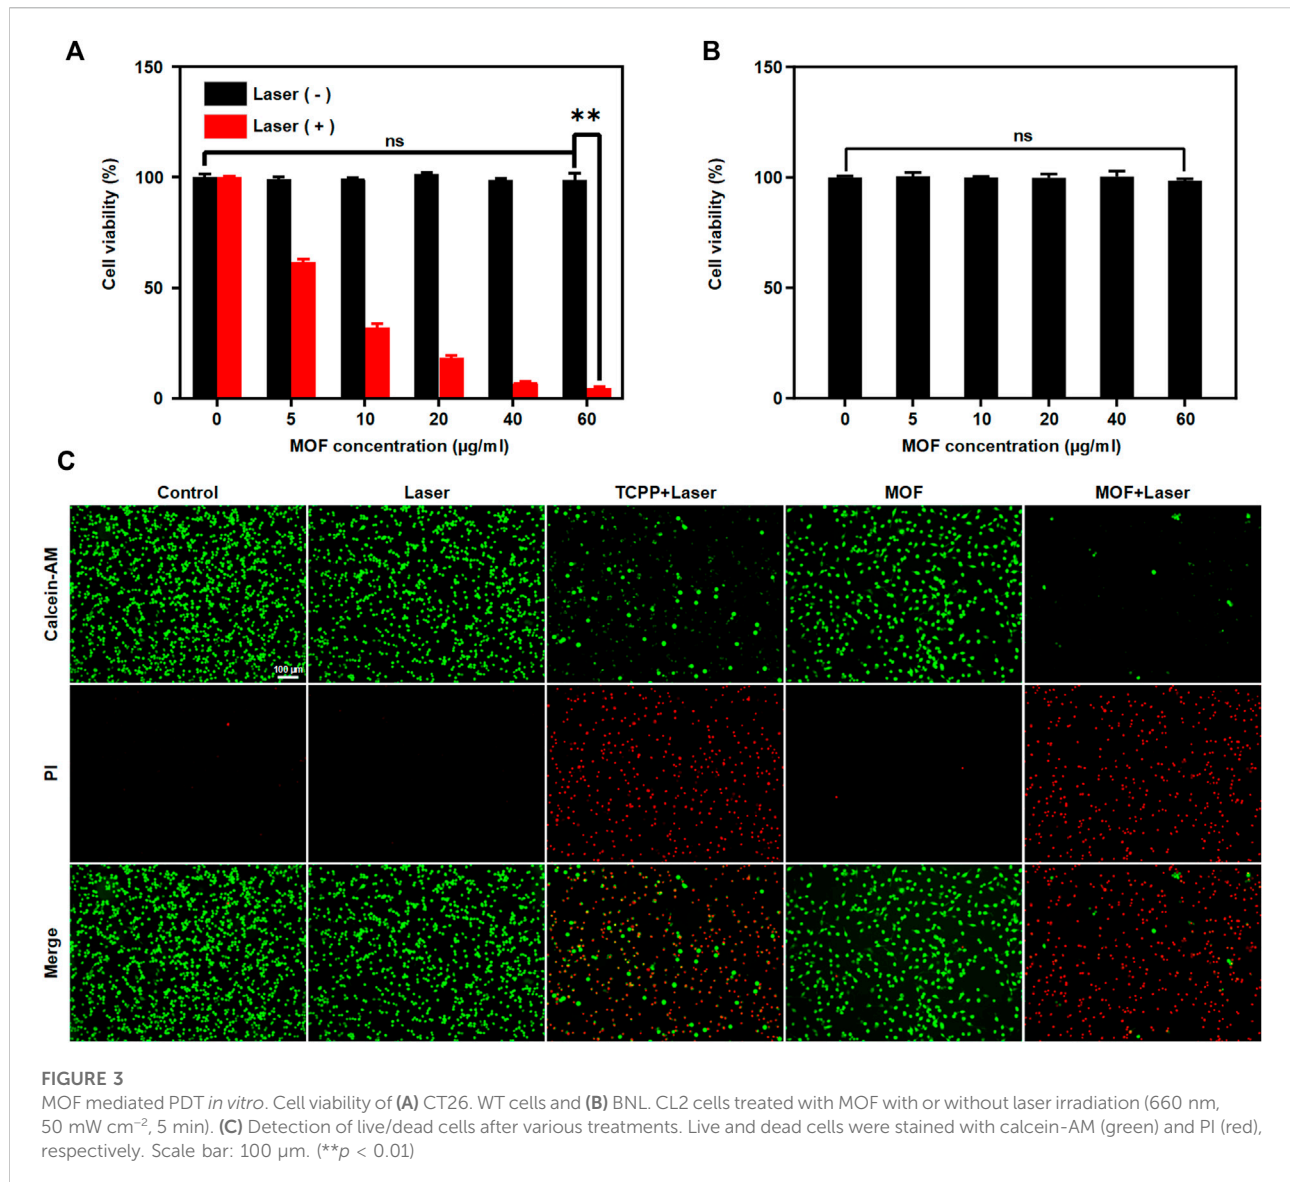 A
B
150
100
50
0
Cell viability (%)
Laser ( - )
Laser ( + )
ns
**
0 5 10 20 40 60
MOF concentration (µg/ml)
150
100
50
0
Cell viability (%)
ns
0 5 10 20 40 60
MOF concentration (µg/ml)
C
Control Laser TCPP+Laser MOF MOF+Laser
Calcein-AM
100 µm
PI
Merge
FIGURE 3
MOF mediated PDT in vitro. Cell viability of (A) CT26. WT cells and (B) BNL. CL2 cells treated with MOF with or without laser irradiation (660 nm,
50 mW cm⁻², 5 min). (C) Detection of live/dead cells after various treatments. Live and dead cells were stained with calcein-AM (green) and PI (red),
respectively. Scale bar: 100 µm. (**p < 0.01)